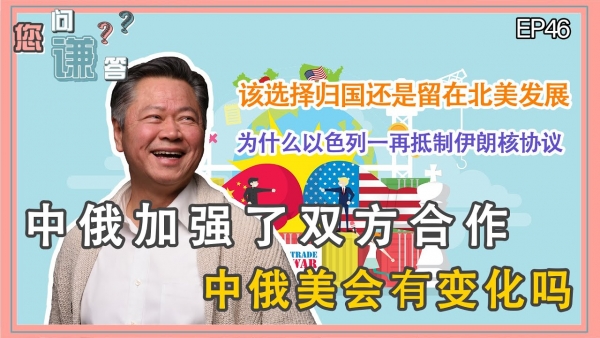 您问谦答??
EP46
该选择归国还是留在北美发展
为什么以色列一再抵制伊朗核协议
TRADE
WAR
中俄加强了双方合作
中俄美会有变化吗